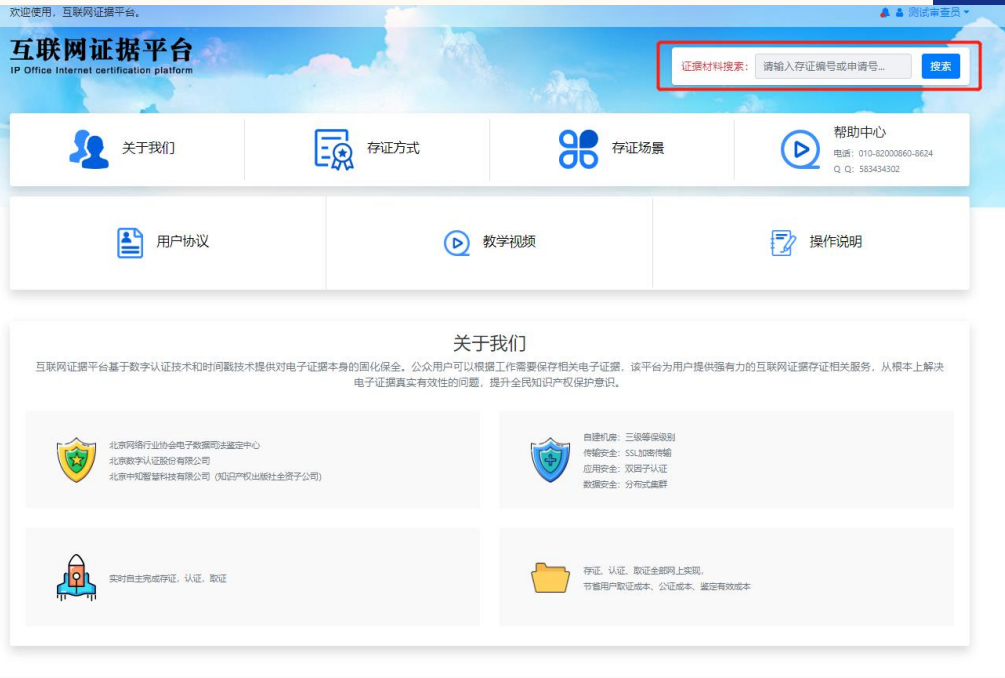 欢迎使用，互联网证据平台。
测试审查员
互联网证据平台
IP Office Internet certification platform
证据材料搜索： 请输入存证编号或申请号... 搜索
关于我们
存证方式
存证场景
帮助中心
电话：010-82000860-8624
Q Q：583434302
用户协议
教学视频
操作说明
关于我们
互联网证据平台基于数字认证技术和时间戳技术提供对电子证据本身的固化保全。公众用户可以根据工作需要保存相关电子证据，该平台为用户提供强有力的互联网证据存证相关服务，从根本上解决
电子证据真实有效性的问题，提升全民知识产权保护意识。
北京网络行业协会电子数据司法鉴定中心
北京数字认证股份有限公司
北京中知智慧科技有限公司（知识产权出版社全资子公司）
自建机房：三级等保级别
传输安全：SSL加密传输
应用安全：双因子认证
数据安全：分布式集群
实时自主完成存证，认证，取证
存证、认证、取证全部网上实现，
节省用户取证成本、公证成本、鉴定有效成本